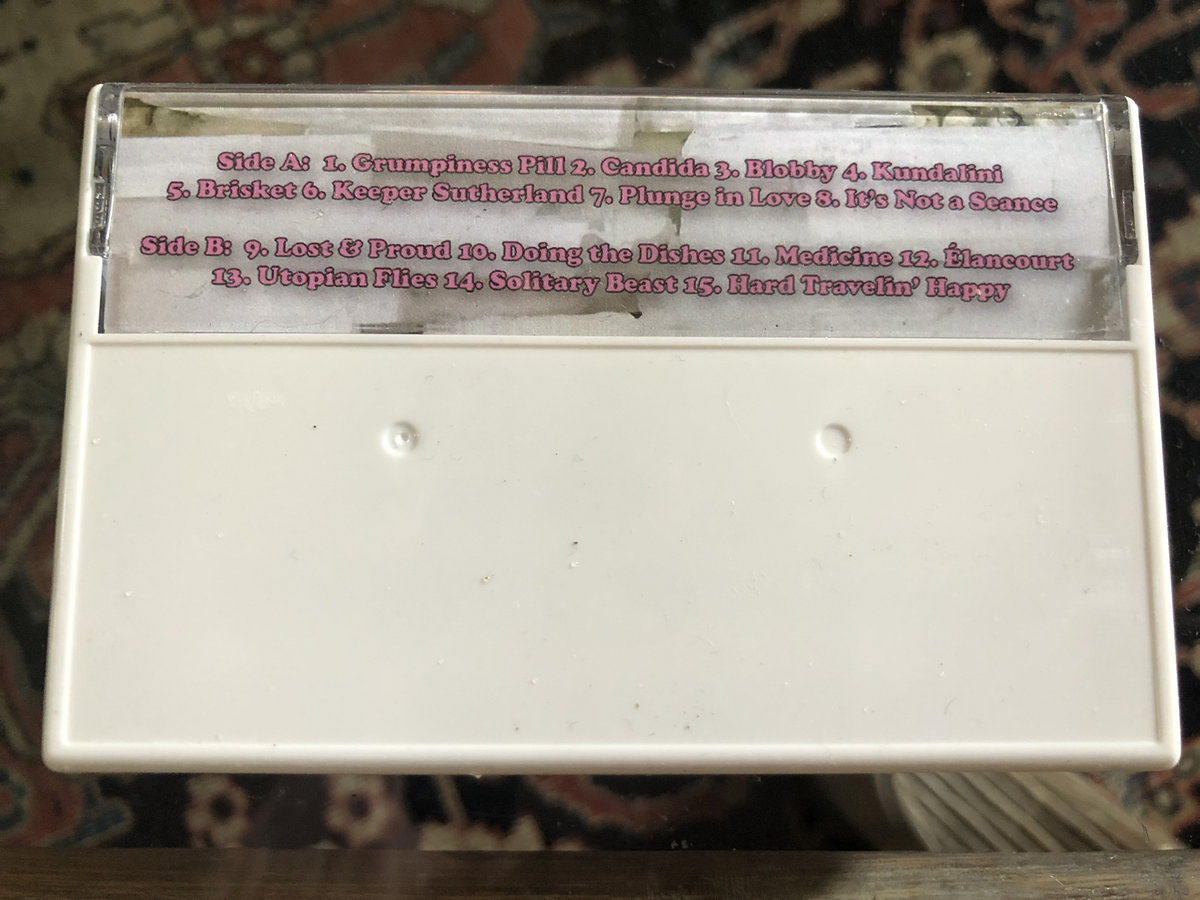 Side A: 1. Grumpiness Pill 2. Candida 3. Blobby 4. Kundalini
5. Brisket 6. Keeper Sutherland 7. Plunge in Love 8. It's Not a Seance
Side B: 9. Lost & Proud 10. Doing the Dishes 11. Medicine 12. Élancourt
13. Utopian Flies 14. Solitary Beast 15. Hard Travelin' Happy